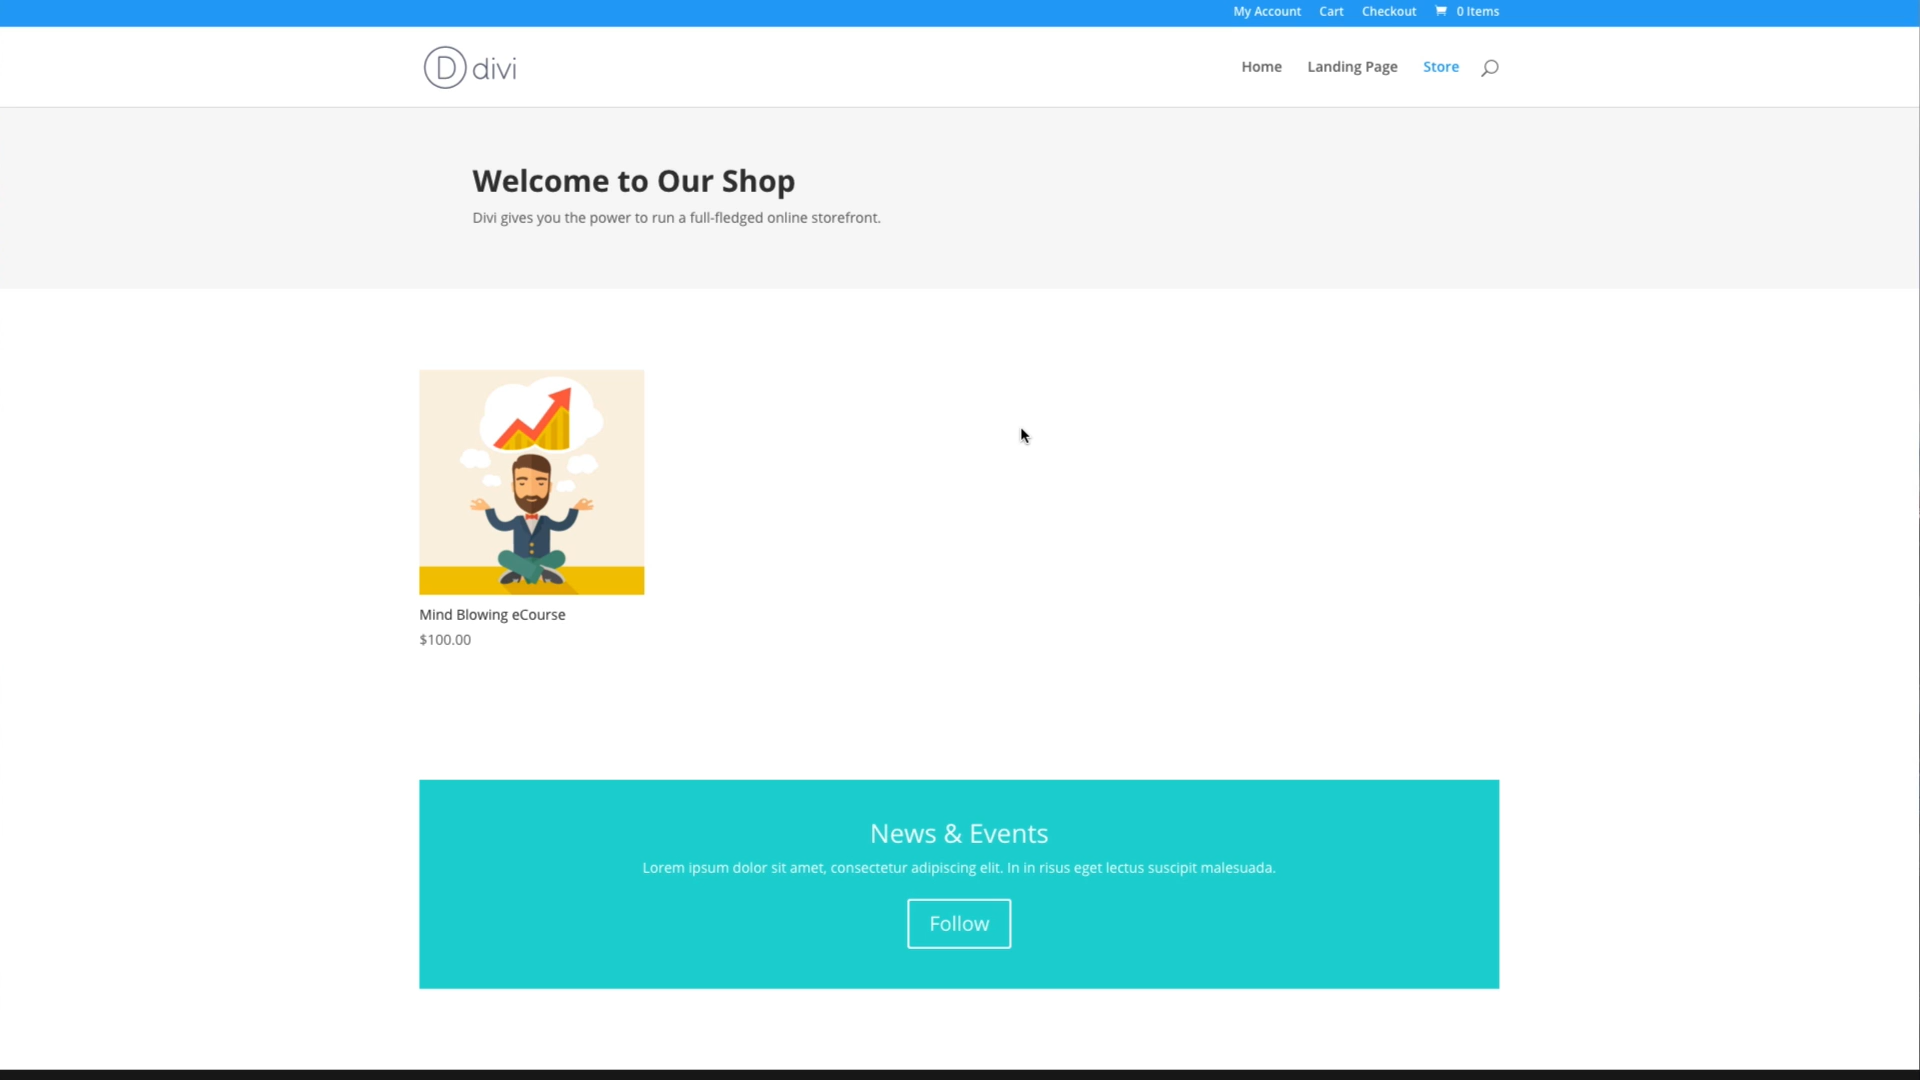 My Account Cart Checkout 0 Items
D divi
Home Landing Page Store
Welcome to Our Shop
Divi gives you the power to run a full-fledged online storefront.
Mind Blowing eCourse
$100.00
News & Events
Lorem ipsum dolor sit amet, consectetur adipiscing elit. In in risus eget lectus suscipit malesuada.
Follow